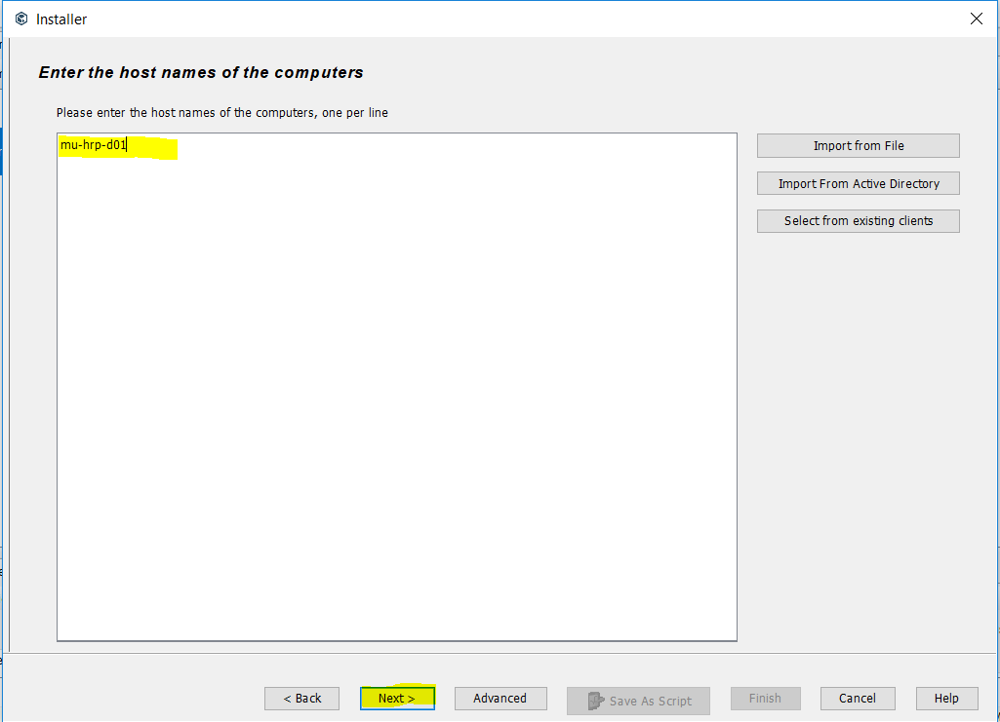 Installer
Enter the host names of the computers
Please enter the host names of the computers, one per line
mu-hrp-d01
Import from File
Import From Active Directory
Select from existing clients
< Back
Next >
Advanced
Save As Script
Finish
Cancel
Help